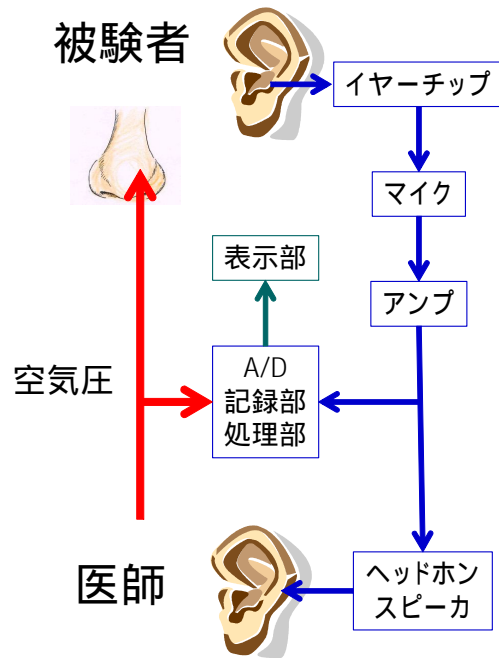 被験者
イヤーチップ
マイク
表示部
アンプ
空気圧
A/D
記録部
処理部
医師
ヘッドホン
スピーカ